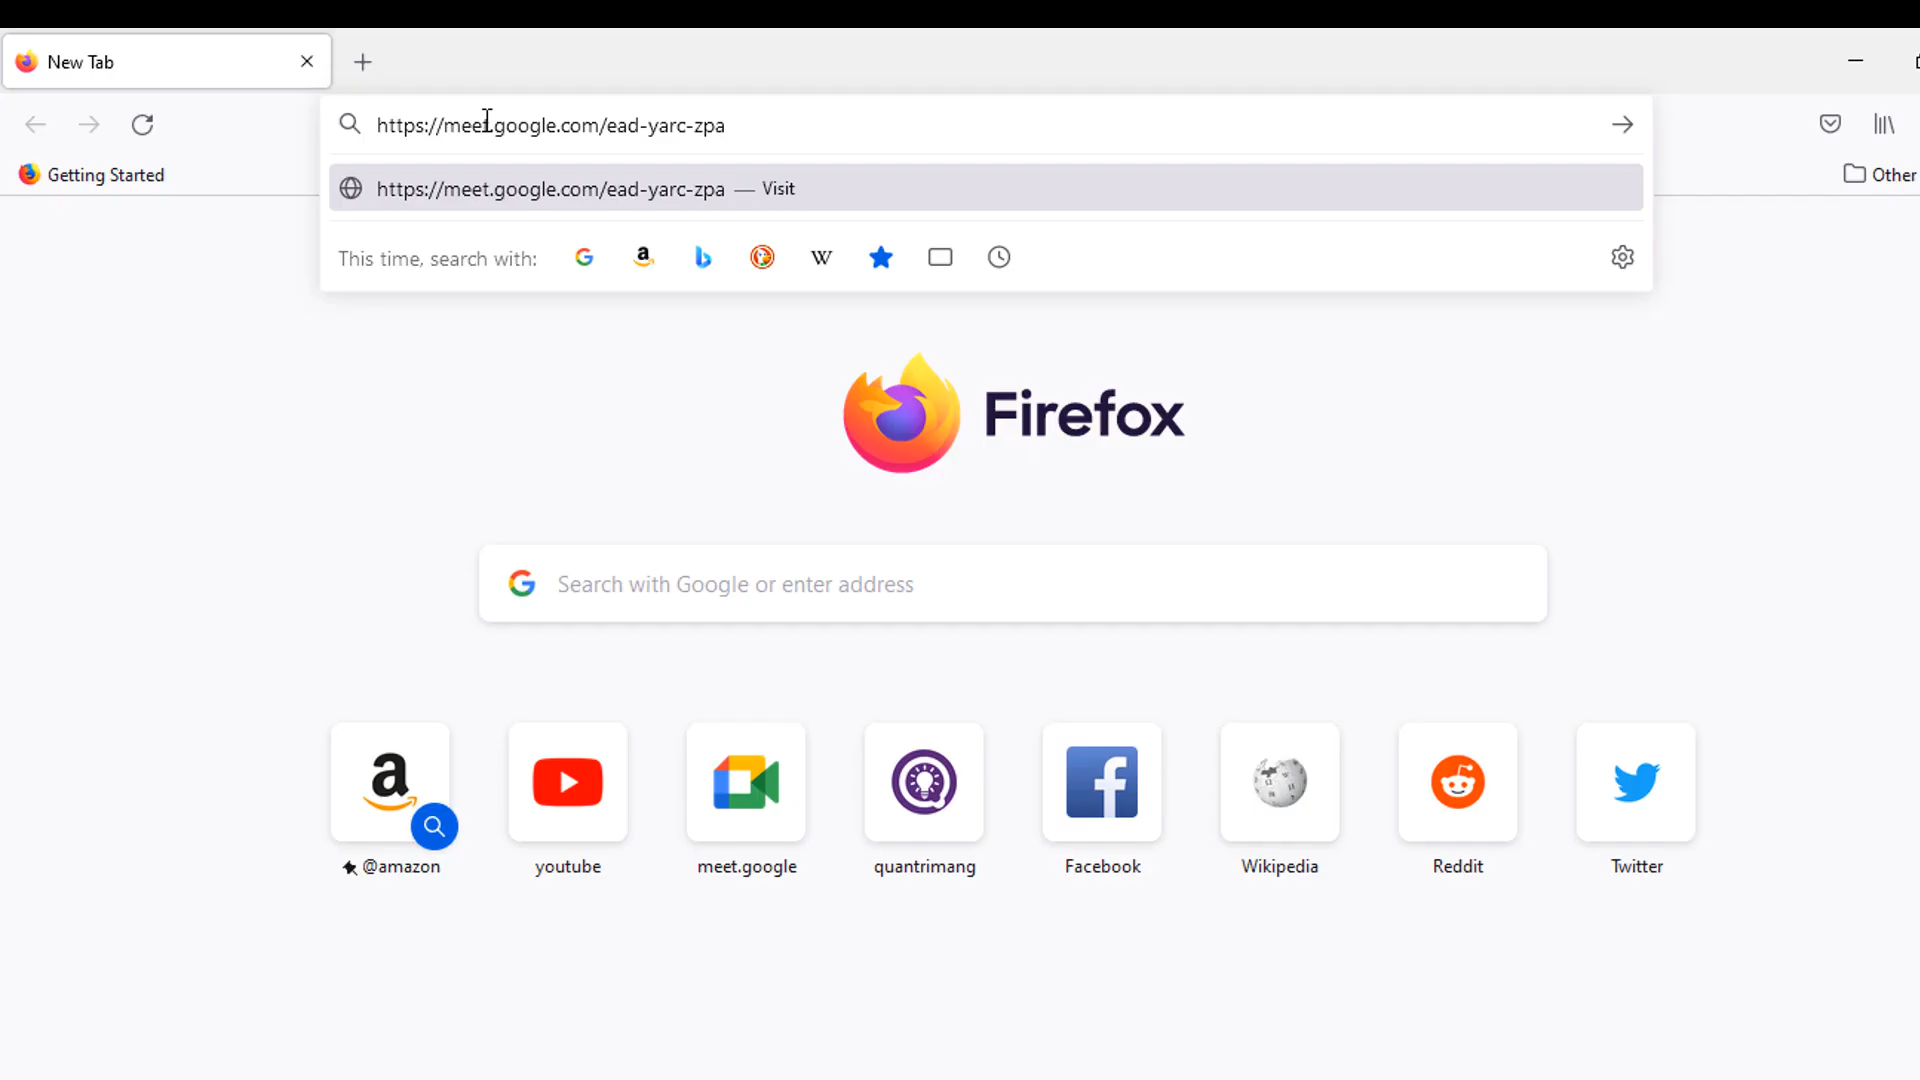 New Tab
https://meet.google.com/ead-yarc-zpa
Getting Started
Other
https://meet.google.com/ead-yarc-zpa — Visit
This time, search with:
Firefox
Search with Google or enter address
@amazon
youtube
meet.google
quantrimang
Facebook
Wikipedia
Reddit
Twitter